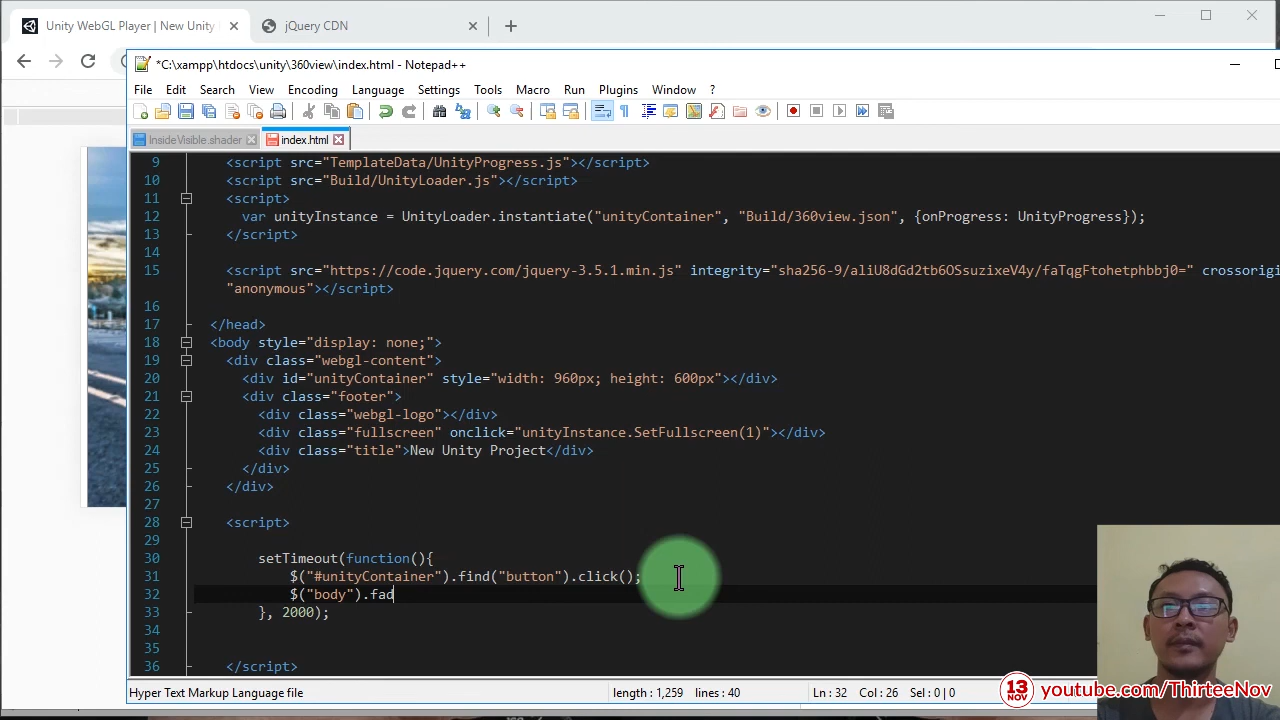 Unity WebGL Player | New Unity
jQuery CDN
*C:\xampp\htdocs\unity\360view\index.html - Notepad++
File Edit Search View Encoding Language Settings Tools Macro Run Plugins Window ?
InsideVisible.shader index.html
9 <script src="TemplateData/UnityProgress.js"></script>
10 <script src="Build/UnityLoader.js"></script>
11 <script>
12 var unityInstance = UnityLoader.instantiate("unityContainer", "Build/360view.json", {onProgress: UnityProgress});
13 </script>
14
15 <script src="https://code.jquery.com/jquery-3.5.1.min.js" integrity="sha256-9/aliU8dGd2tb6OSsuzixeV4y/faTqgFtohetphbbj0=" crossorigi
"anonymous"></script>
16
17 </head>
18 <body style="display: none;">
19 <div class="webgl-content">
20 <div id="unityContainer" style="width: 960px; height: 600px"></div>
21 <div class="footer">
22 <div class="webgl-logo"></div>
23 <div class="fullscreen" onclick="unityInstance.SetFullscreen(1)"></div>
24 <div class="title">New Unity Project</div>
25 </div>
26 </div>
27
28 <script>
29
30 setTimeout(function(){
31 $("#unityContainer").find("button").click();
32 $("body").fad
33 }, 2000);
34
35
36 </script>
Hyper Text Markup Language file length : 1,259 lines : 40 Ln : 32 Col : 26 Sel : 0 | 0
13 NOV youtube.com/ThirteeNov